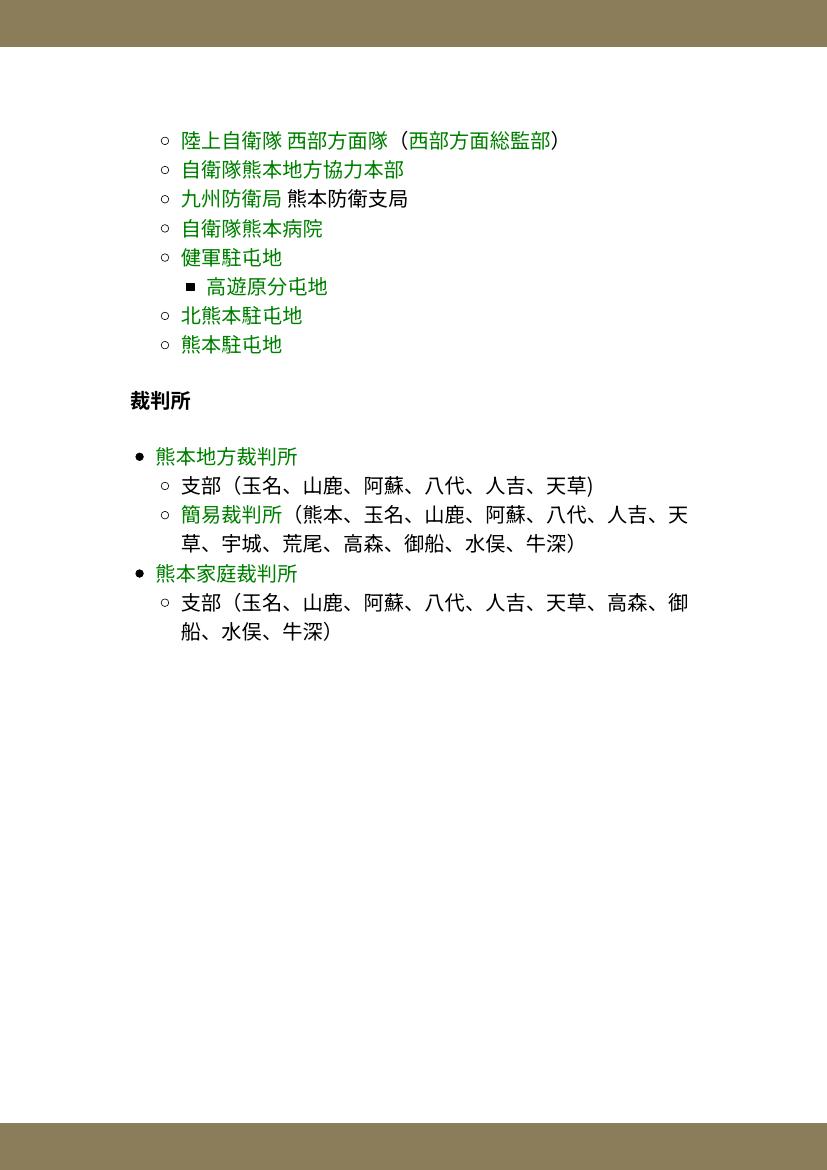 陸上自衛隊 西部方面隊（西部方面総監部）
自衛隊熊本地方協力本部
九州防衛局 熊本防衛支局
自衛隊熊本病院
健軍駐屯地
高遊原分屯地
北熊本駐屯地
熊本駐屯地
裁判所
熊本地方裁判所
支部（玉名、山鹿、阿蘇、八代、人吉、天草)
簡易裁判所（熊本、玉名、山鹿、阿蘇、八代、人吉、天
草、宇城、荒尾、高森、御船、水俣、牛深）
熊本家庭裁判所
支部（玉名、山鹿、阿蘇、八代、人吉、天草、高森、御
船、水俣、牛深）